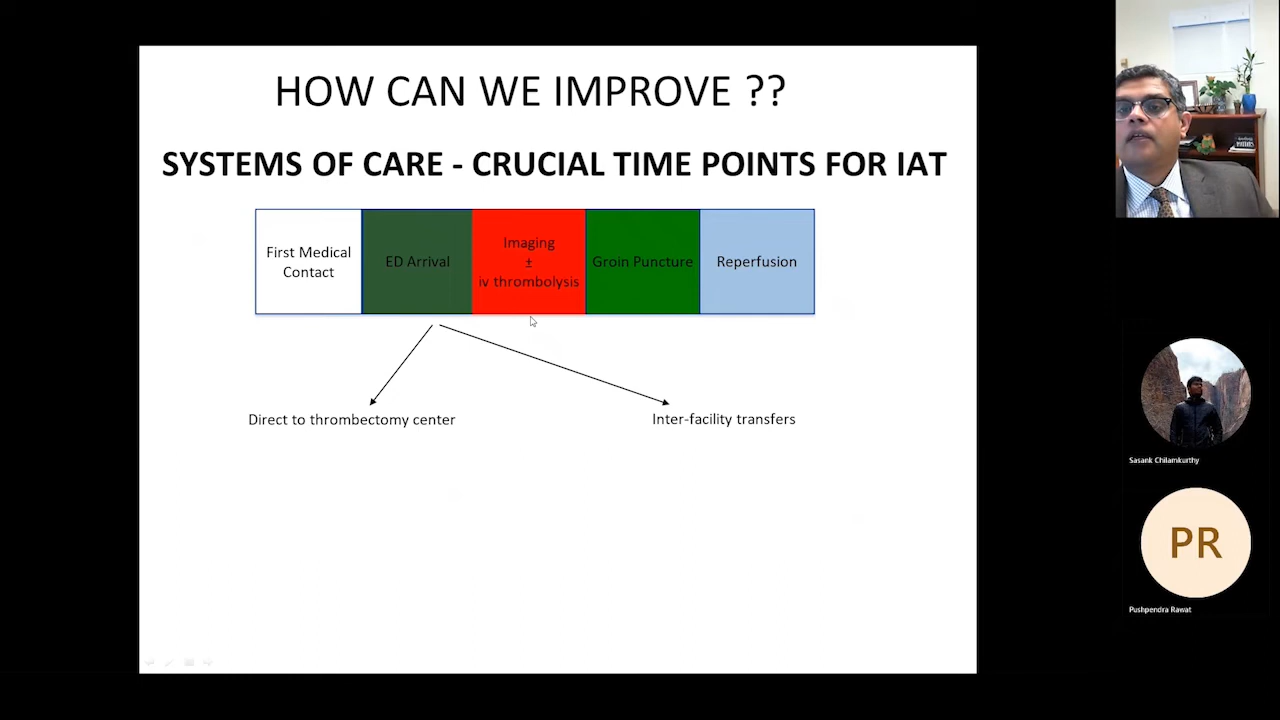 HOW CAN WE IMPROVE ??
SYSTEMS OF CARE - CRUCIAL TIME POINTS FOR IAT
First Medical
Contact
ED Arrival
Imaging
±
iv thrombolysis
Groin Puncture
Reperfusion
Direct to thrombectomy center
Inter-facility transfers
Sasank Chilamkurthy
PR
Pushpendra Rawat